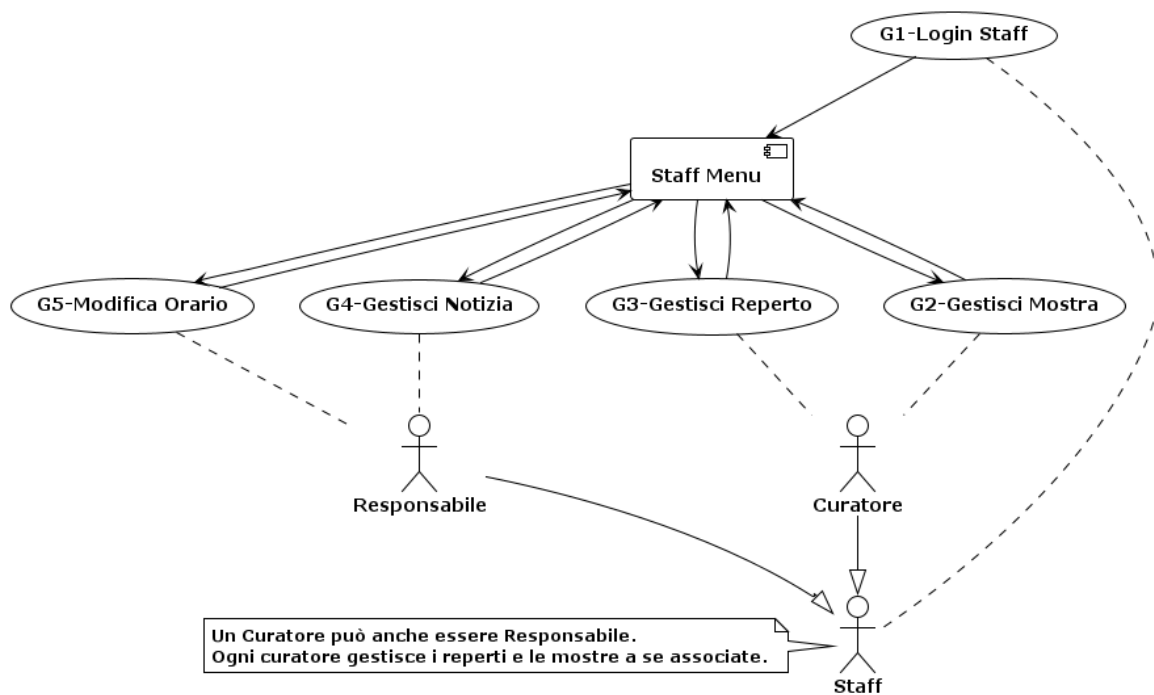 G1-Login Staff
Staff Menu
G5-Modifica Orario
G4-Gestisci Notizia
G3-Gestisci Reperto
G2-Gestisci Mostra
Responsabile
Curatore
Un Curatore può anche essere Responsabile.
Ogni curatore gestisce i reperti e le mostre a se associate.
Staff